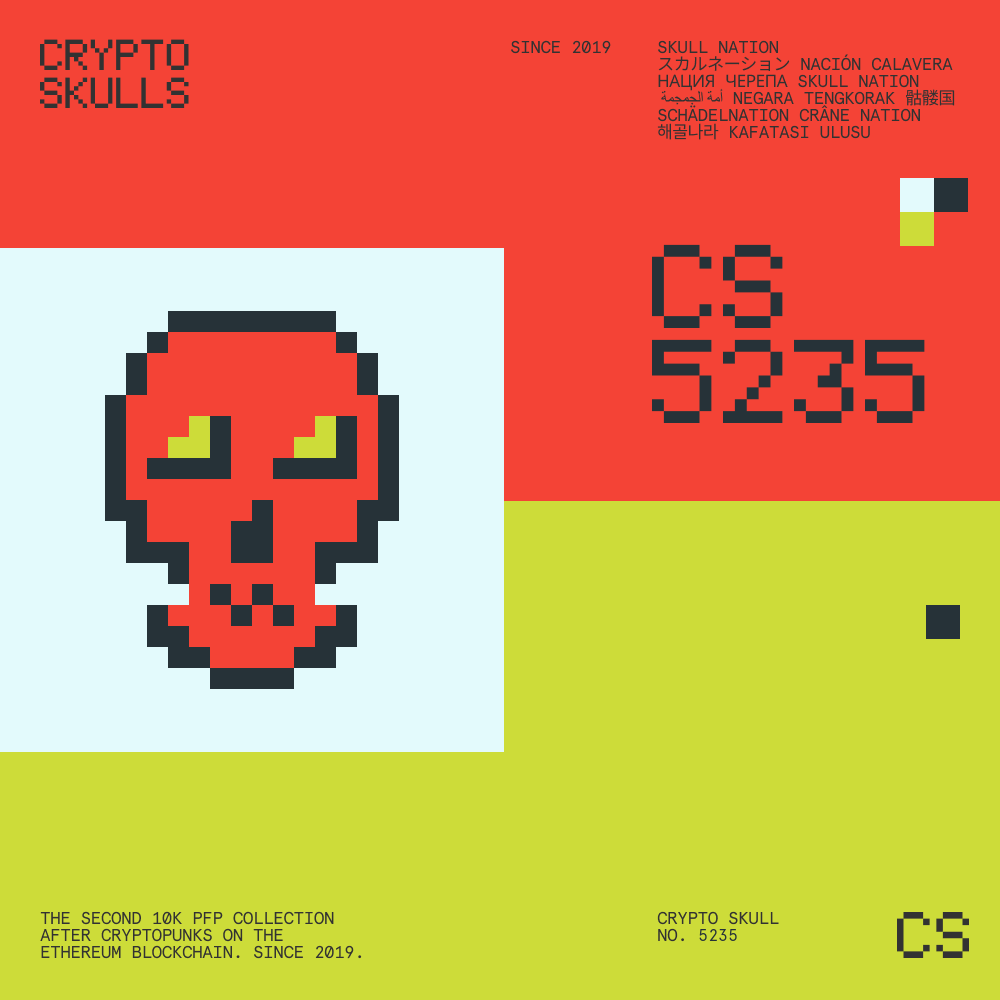 CRYPTO
SKULLS
SINCE 2019
SKULL NATION
スカルネーション NACIÓN CALAVERA
НАЦИЯ ЧЕРЕПА SKULL NATION
أمة الجمجمة NEGARA TENGKORAK 骷髅国
SCHÄDELNATION CRÂNE NATION
해골나라 KAFATASI ULUSU
CS
5235
THE SECOND 10K PFP COLLECTION
AFTER CRYPTOPUNKS ON THE
ETHEREUM BLOCKCHAIN. SINCE 2019.
CRYPTO SKULL
NO. 5235
CS